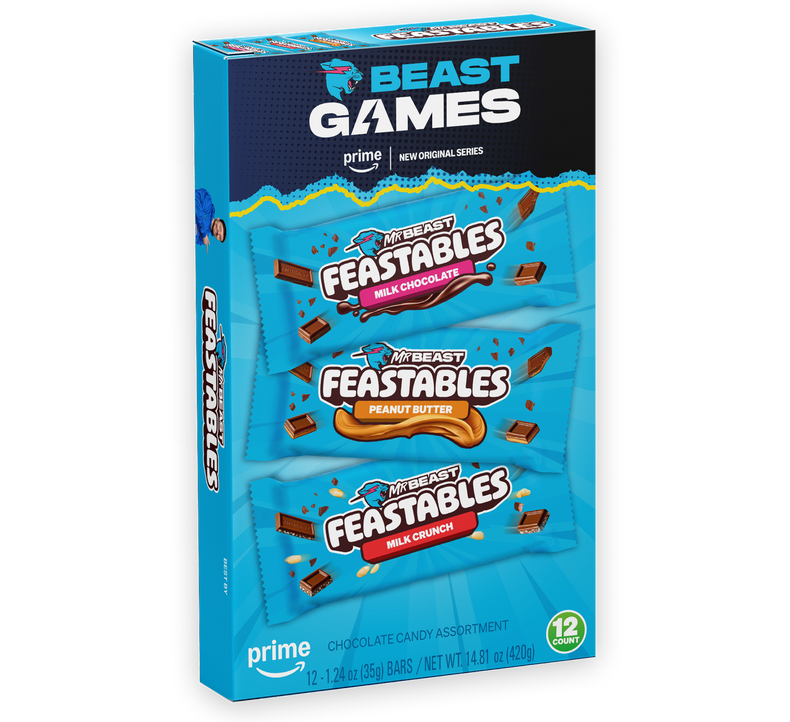 FEASTABLES
BEAST
GAMES
prime
NEW ORIGINAL SERIES
MRBEAST
FEASTABLES
MILK CHOCOLATE
MRBEAST
FEASTABLES
PEANUT BUTTER
MRBEAST
FEASTABLES
MILK CRUNCH
CHOCOLATE CANDY ASSORTMENT
12 COUNT
prime
12 - 1.24 oz (35g) BARS / NET WT. 14.81 oz (420g)
FEASTABLES
BEST BY